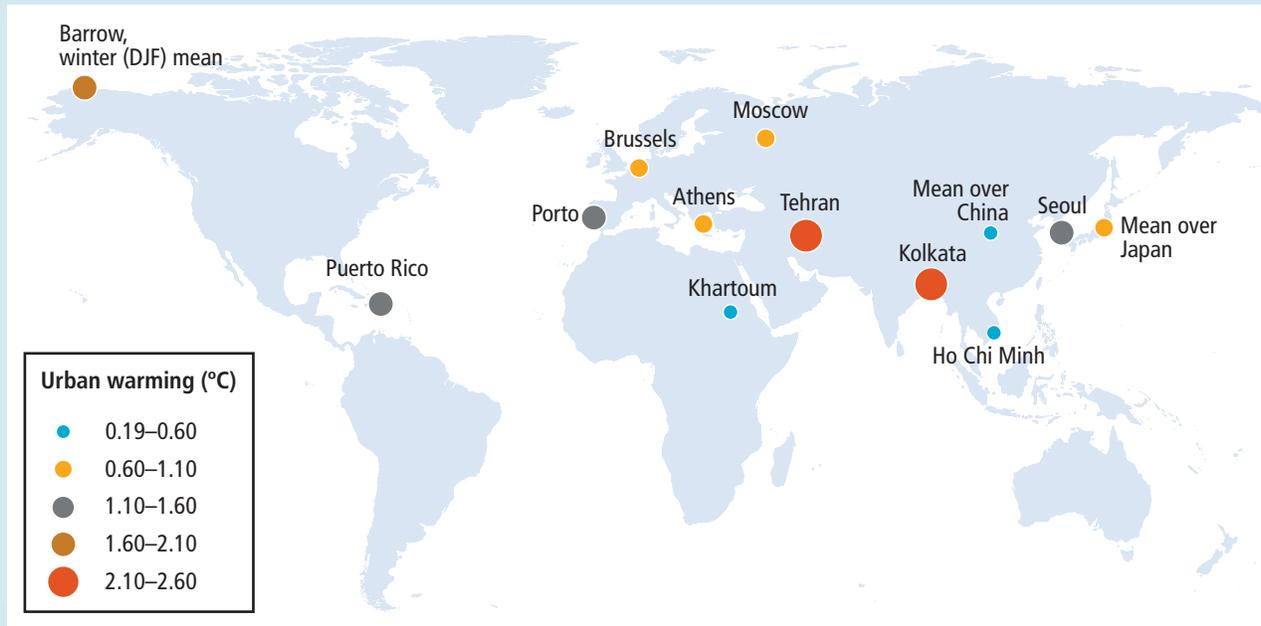 Barrow,
winter (DJF) mean
Moscow
Brussels
Athens
Tehran
Porto
Mean over
China
Seoul
Mean over
Japan
Kolkata
Puerto Rico
Khartoum
Ho Chi Minh
Urban warming (ºC)
0.19–0.60
0.60–1.10
1.10–1.60
1.60–2.10
2.10–2.60